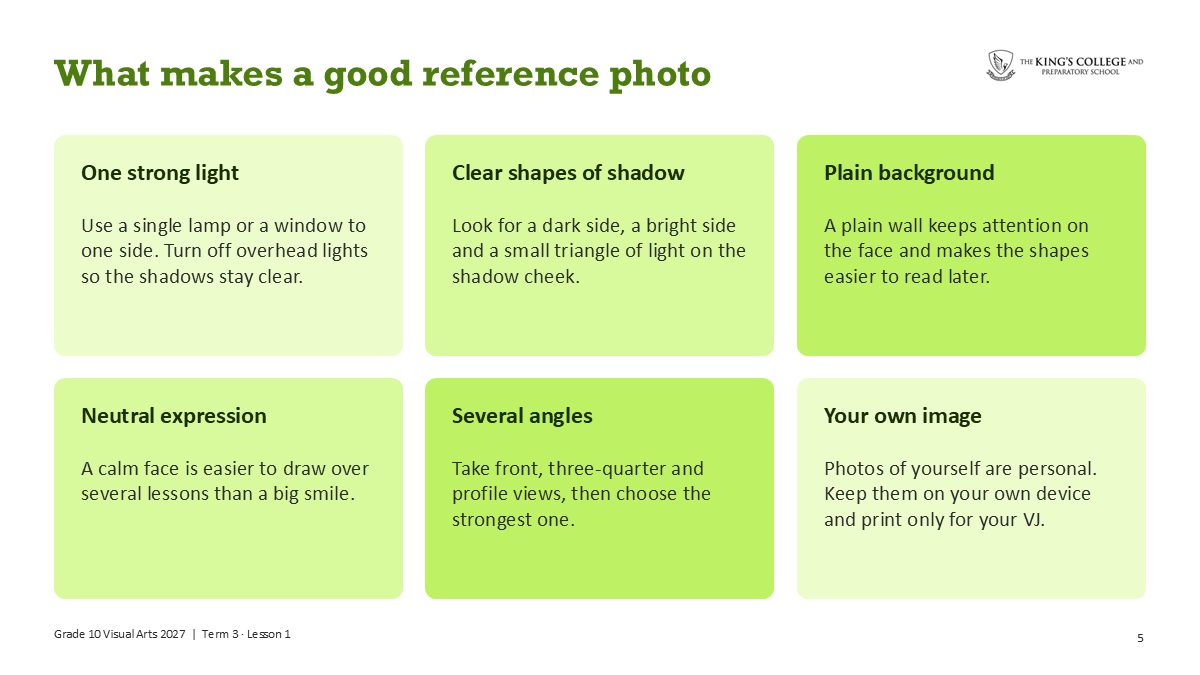 What makes a good reference photo
THE KING'S COLLEGE AND
PREPARATORY SCHOOL
One strong light
Use a single lamp or a window to
one side. Turn off overhead lights
so the shadows stay clear.
Clear shapes of shadow
Look for a dark side, a bright side
and a small triangle of light on the
shadow cheek.
Plain background
A plain wall keeps attention on
the face and makes the shapes
easier to read later.
Neutral expression
A calm face is easier to draw over
several lessons than a big smile.
Several angles
Take front, three-quarter and
profile views, then choose the
strongest one.
Your own image
Photos of yourself are personal.
Keep them on your own device
and print only for your VJ.
Grade 10 Visual Arts 2027 | Term 3 · Lesson 1
5